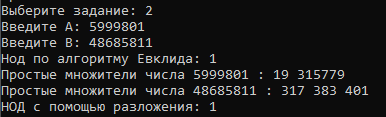 Выберите задание: 2
Введите A: 5999801
Введите B: 48685811
Нод по алгоритму Евклида: 1
Простые множители числа 5999801 : 19 315779
Простые множители числа 48685811 : 317 383 401
НОД с помощью разложения: 1